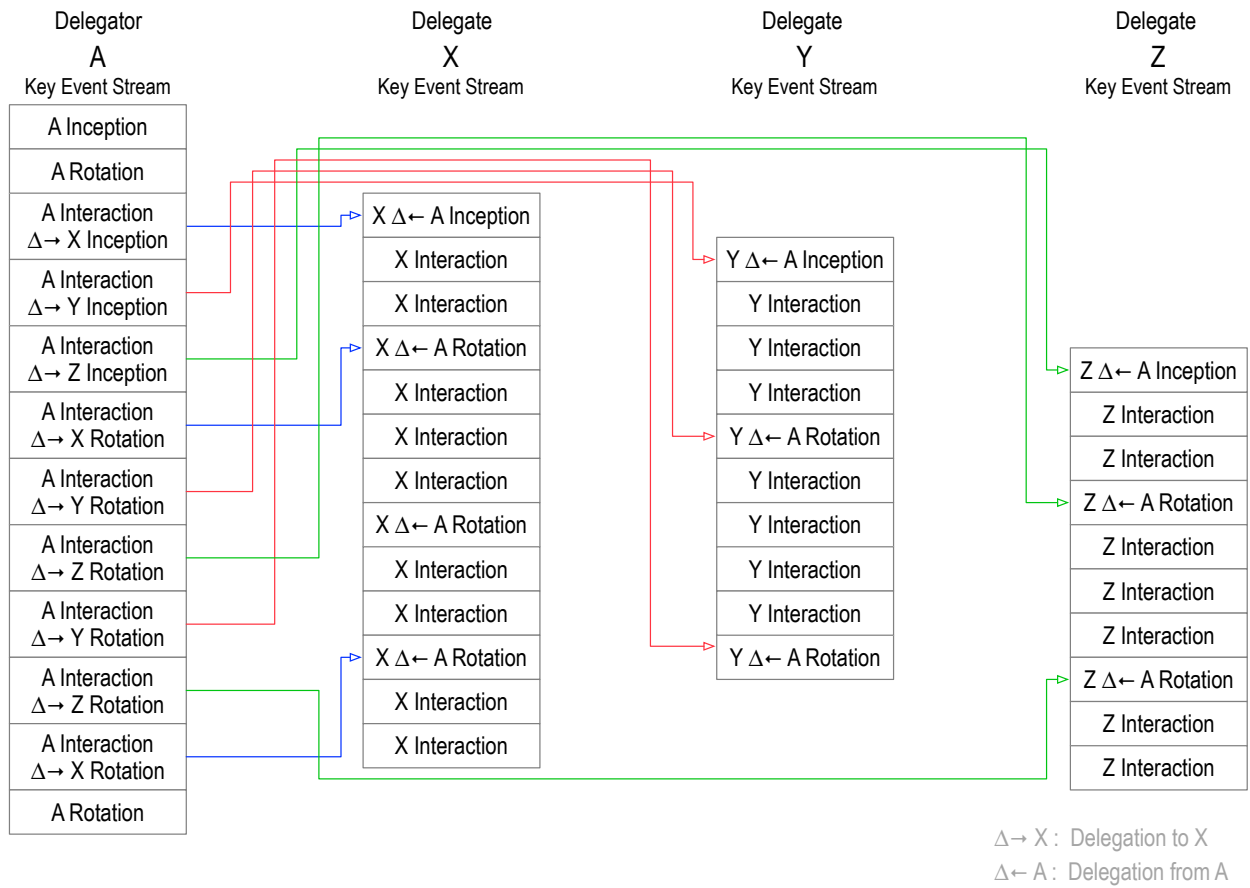 Delegator
A
Key Event Stream
A Inception
A Rotation
A Interaction
Δ→ X Inception
A Interaction
Δ→ Y Inception
A Interaction
Δ→ Z Inception
A Interaction
Δ→ X Rotation
A Interaction
Δ→ Y Rotation
A Interaction
Δ→ Z Rotation
A Interaction
Δ→ Y Rotation
A Interaction
Δ→ Z Rotation
A Interaction
Δ→ X Rotation
A Rotation
Delegate
X
Key Event Stream
X Δ← A Inception
X Interaction
X Interaction
X Δ← A Rotation
X Interaction
X Interaction
X Interaction
X Δ← A Rotation
X Interaction
X Interaction
X Δ← A Rotation
X Interaction
X Interaction
Delegate
Y
Key Event Stream
Y Δ← A Inception
Y Interaction
Y Interaction
Y Interaction
Y Δ← A Rotation
Y Interaction
Y Interaction
Y Interaction
Y Interaction
Y Δ← A Rotation
Delegate
Z
Key Event Stream
Z Δ← A Inception
Z Interaction
Z Interaction
Z Δ← A Rotation
Z Interaction
Z Interaction
Z Interaction
Z Δ← A Rotation
Z Interaction
Z Interaction
Δ→ X : Delegation to X
Δ← A : Delegation from A